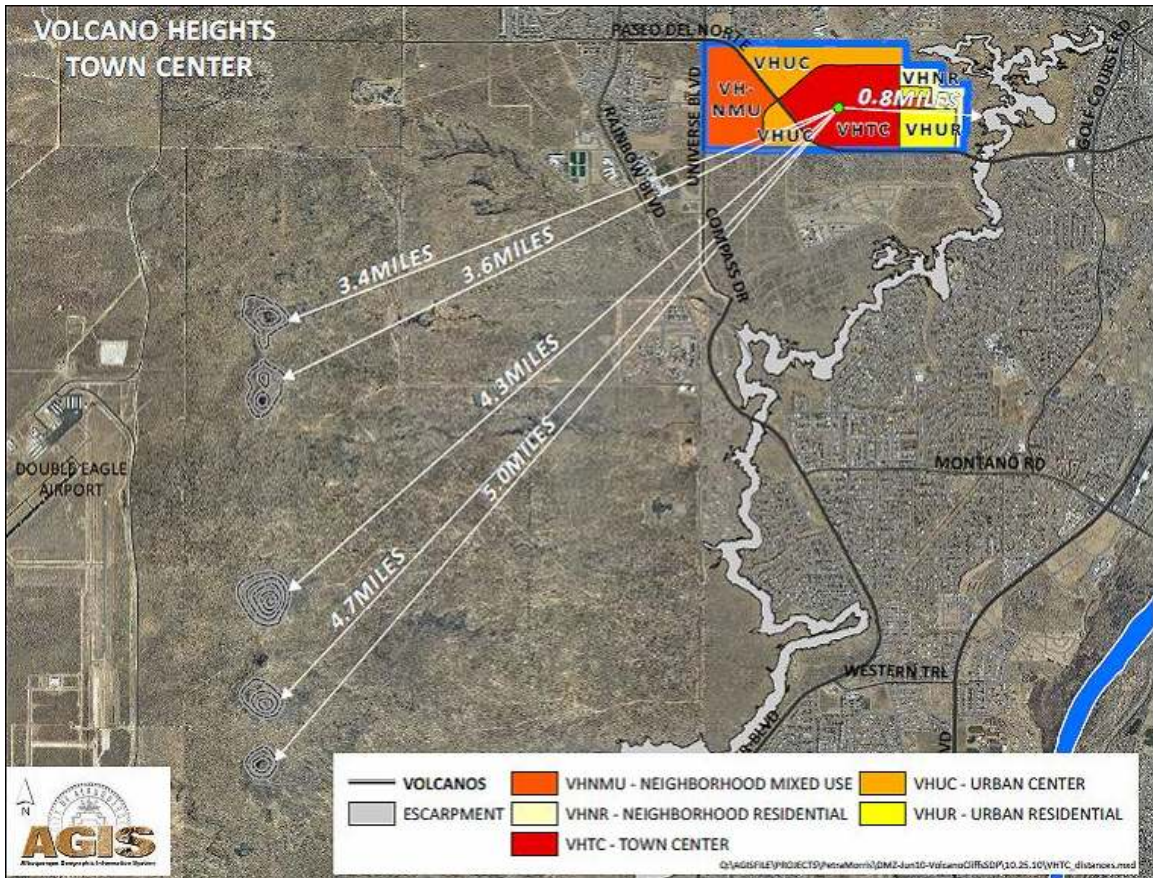 VOLCANO HEIGHTS
TOWN CENTER
PASEO DEL NORTE
GOLF COURSE RD
VHUC
VHNR
VH-
NMU
0.8MILES
VHUC
VHTC
VHUR
UNIVERSE BLVD
RAINBOW BLVD
COMPASS DR
3.4MILES
3.6MILES
4.3MILES
5.0MILES
4.7MILES
DOUBLE EAGLE
AIRPORT
MONTANO RD
WESTERN TRL
R-BLVD
VD
N
AGIS
Albuquerque Geographic Information System
VOLCANOS
VHNMU - NEIGHBORHOOD MIXED USE
VHUC - URBAN CENTER
ESCARPMENT
VHNR - NEIGHBORHOOD RESIDENTIAL
VHUR - URBAN RESIDENTIAL
VHTC - TOWN CENTER